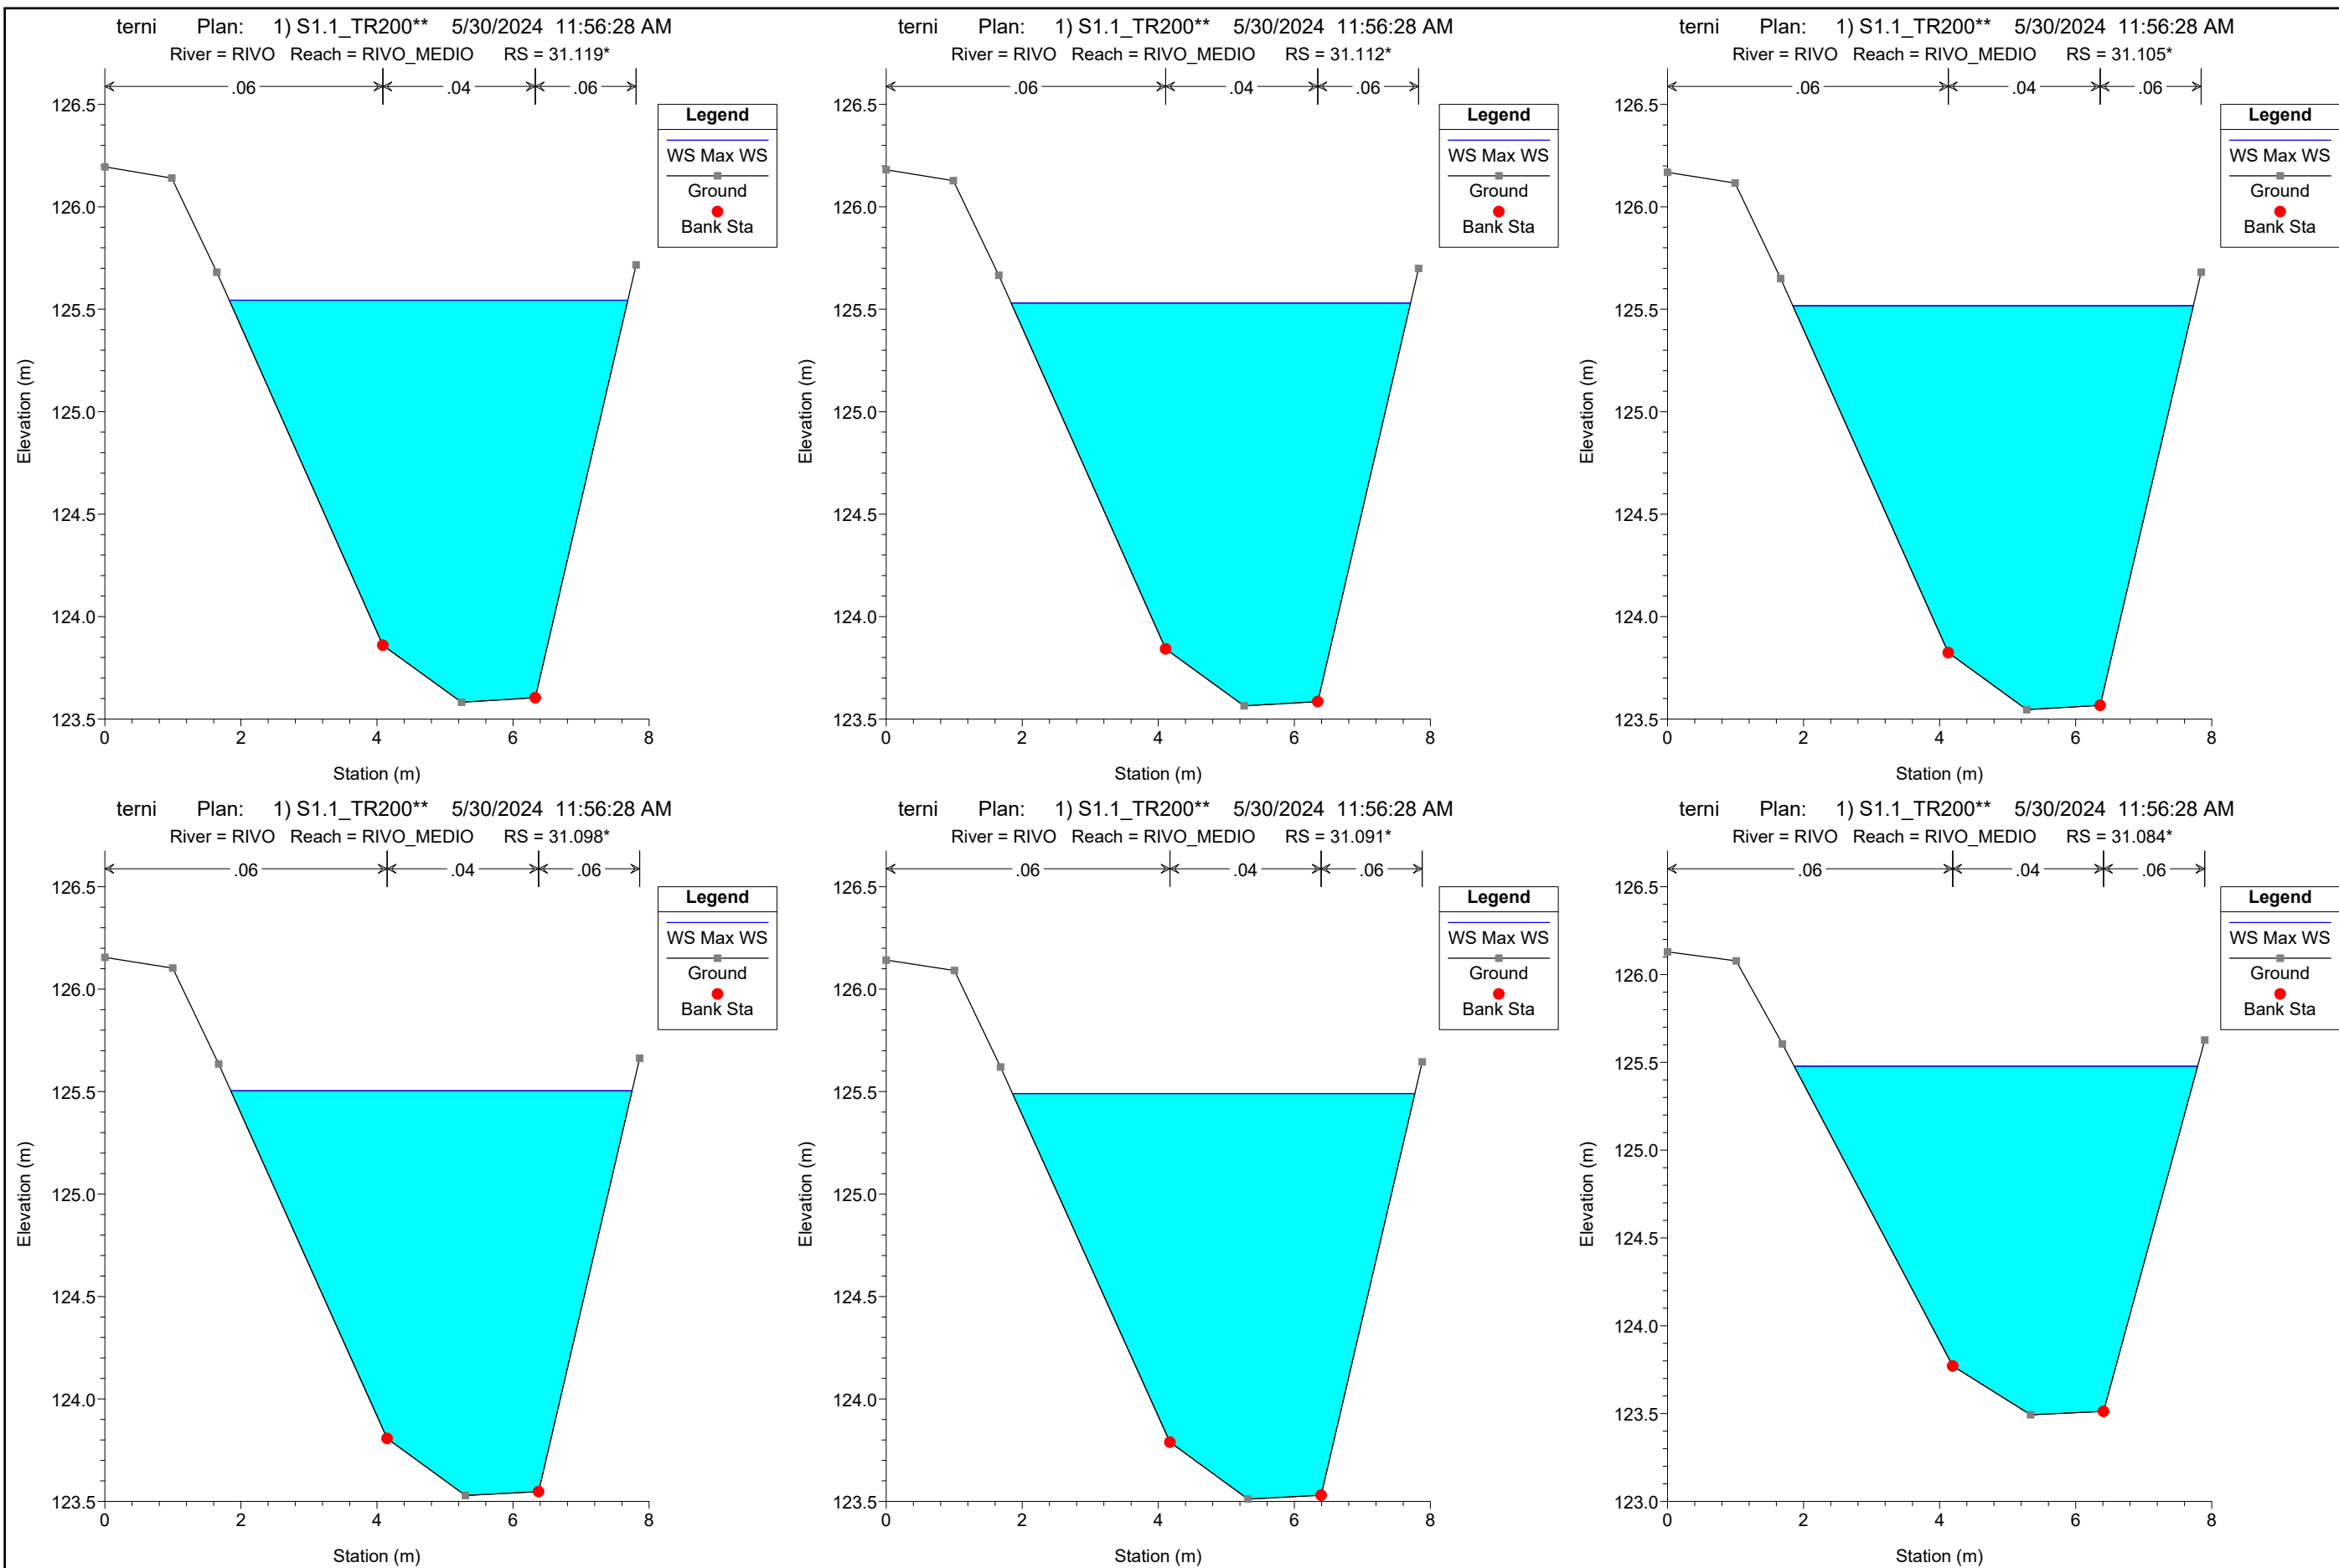 terni Plan: 1) S1.1_TR200** 5/30/2024 11:56:28 AM
River = RIVO Reach = RIVO_MEDIO RS = 31.119*
.06 .04 .06
126.5
126.0
125.5
125.0
124.5
124.0
123.5
0 2 4 6 8
Station (m)
Elevation (m)
Legend
WS Max WS
Ground
Bank Sta
terni Plan: 1) S1.1_TR200** 5/30/2024 11:56:28 AM
River = RIVO Reach = RIVO_MEDIO RS = 31.112*
.06 .04 .06
126.5
126.0
125.5
125.0
124.5
124.0
123.5
0 2 4 6 8
Station (m)
Elevation (m)
Legend
WS Max WS
Ground
Bank Sta
terni Plan: 1) S1.1_TR200** 5/30/2024 11:56:28 AM
River = RIVO Reach = RIVO_MEDIO RS = 31.105*
.06 .04 .06
126.5
126.0
125.5
125.0
124.5
124.0
123.5
0 2 4 6 8
Station (m)
Elevation (m)
Legend
WS Max WS
Ground
Bank Sta
terni Plan: 1) S1.1_TR200** 5/30/2024 11:56:28 AM
River = RIVO Reach = RIVO_MEDIO RS = 31.098*
.06 .04 .06
126.5
126.0
125.5
125.0
124.5
124.0
123.5
0 2 4 6 8
Station (m)
Elevation (m)
Legend
WS Max WS
Ground
Bank Sta
terni Plan: 1) S1.1_TR200** 5/30/2024 11:56:28 AM
River = RIVO Reach = RIVO_MEDIO RS = 31.091*
.06 .04 .06
126.5
126.0
125.5
125.0
124.5
124.0
123.5
0 2 4 6 8
Station (m)
Elevation (m)
Legend
WS Max WS
Ground
Bank Sta
terni Plan: 1) S1.1_TR200** 5/30/2024 11:56:28 AM
River = RIVO Reach = RIVO_MEDIO RS = 31.084*
.06 .04 .06
126.5
126.0
125.5
125.0
124.5
124.0
123.5
123.0
0 2 4 6 8
Station (m)
Elevation (m)
Legend
WS Max WS
Ground
Bank Sta